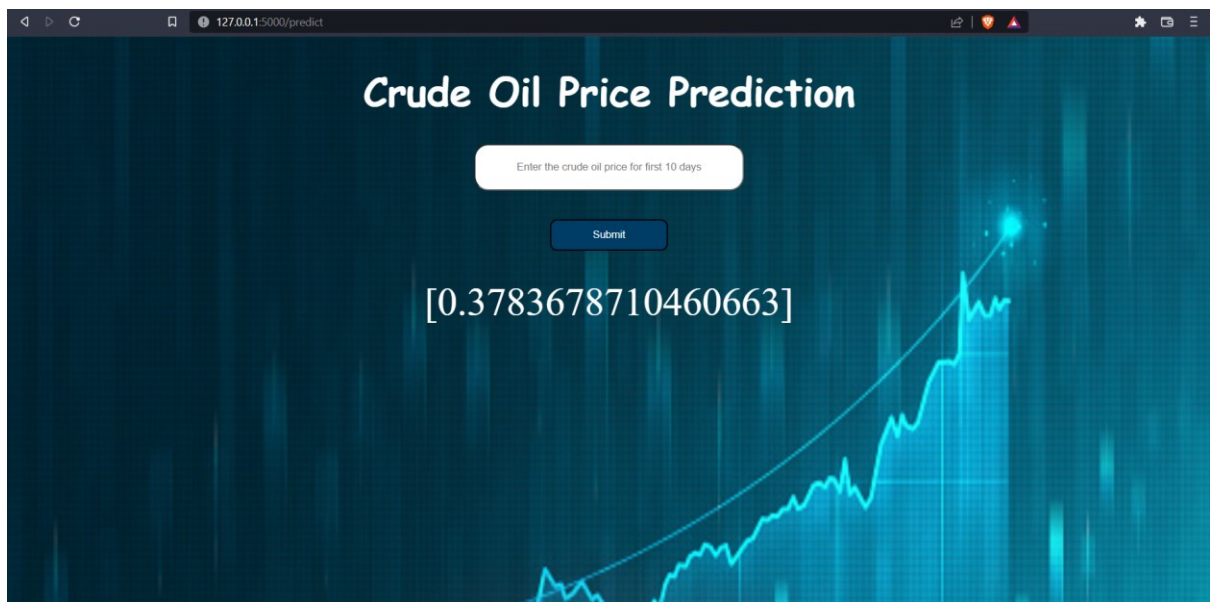 127.0.0.1:5000/predict
Crude Oil Price Prediction
Enter the crude oil price for first 10 days
Submit
[0.3783678710460663]